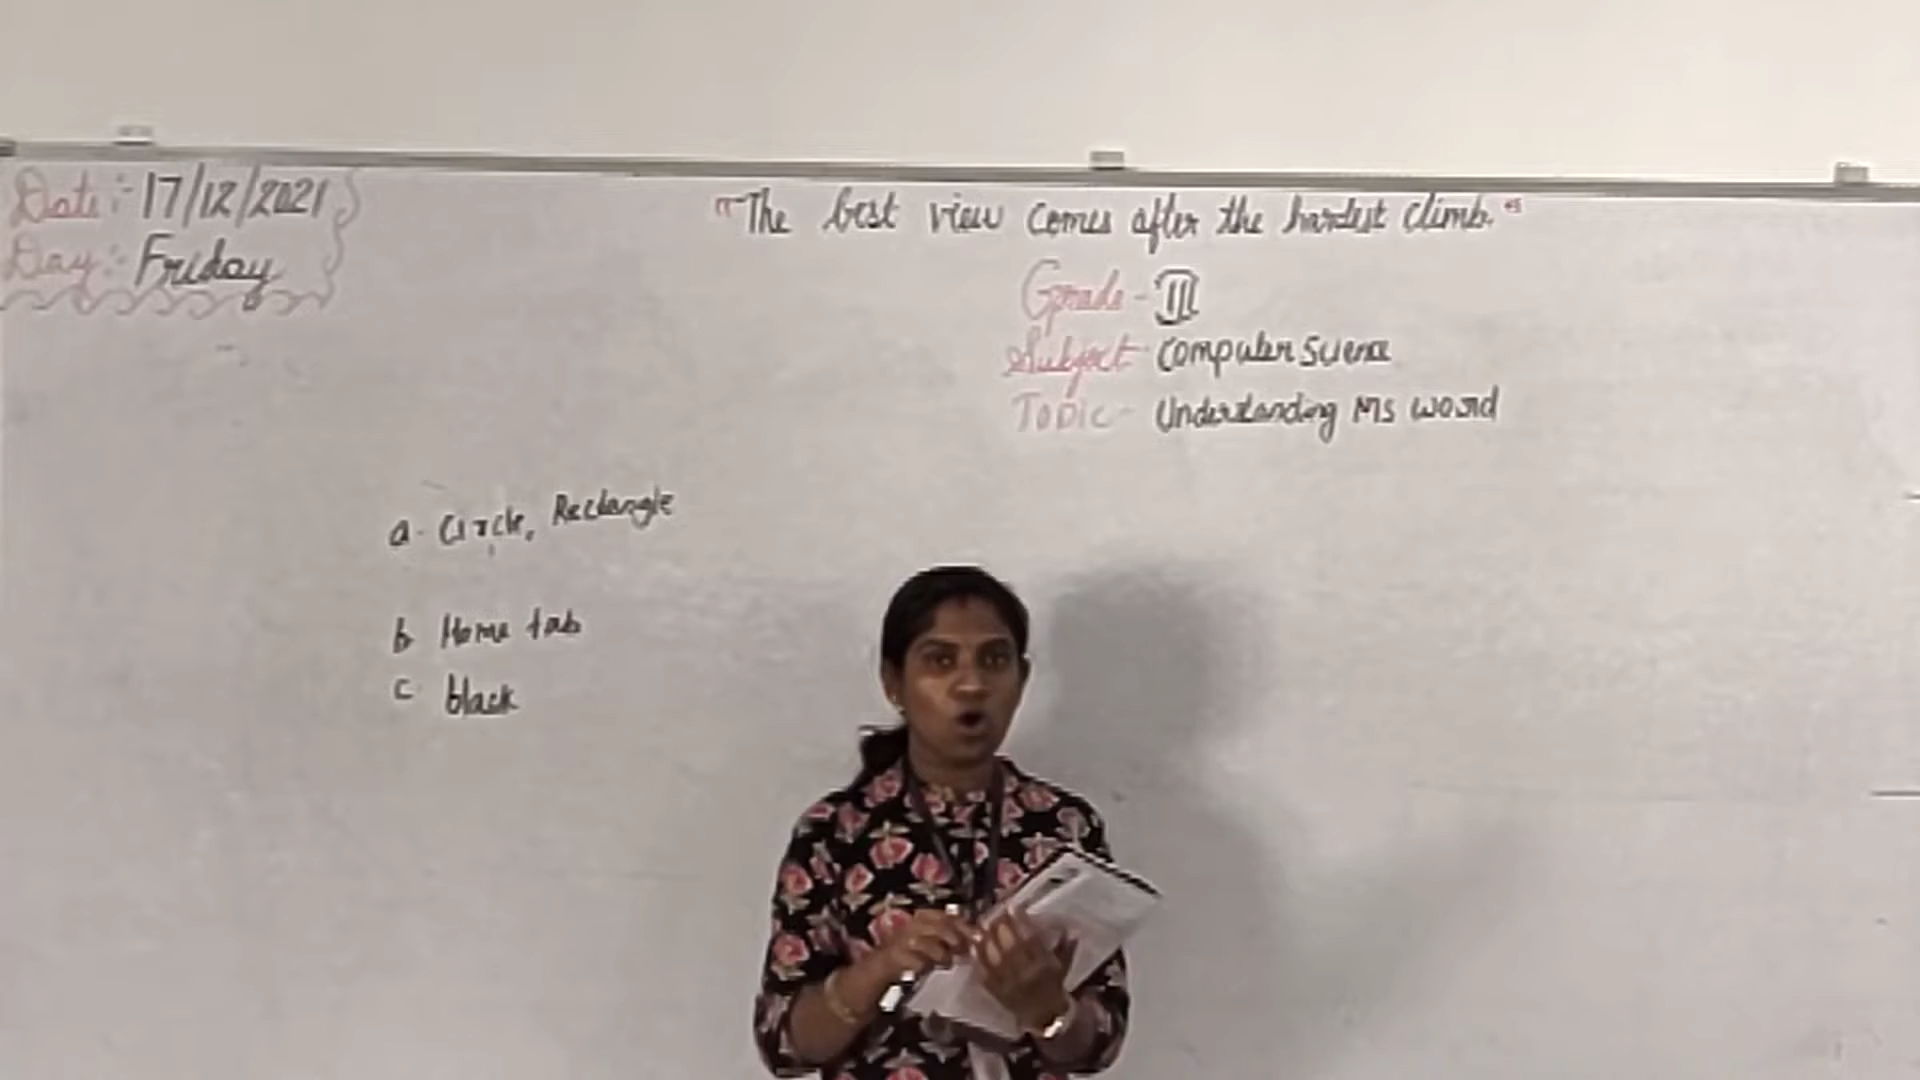 Date:- 17/12/2021
Day:- Friday
"The best view comes after the hardest climb."
Grade - III
Subject - Computer Science
Topic - Understanding Ms word
a. Circle, Rectangle
b Home tab
c. black